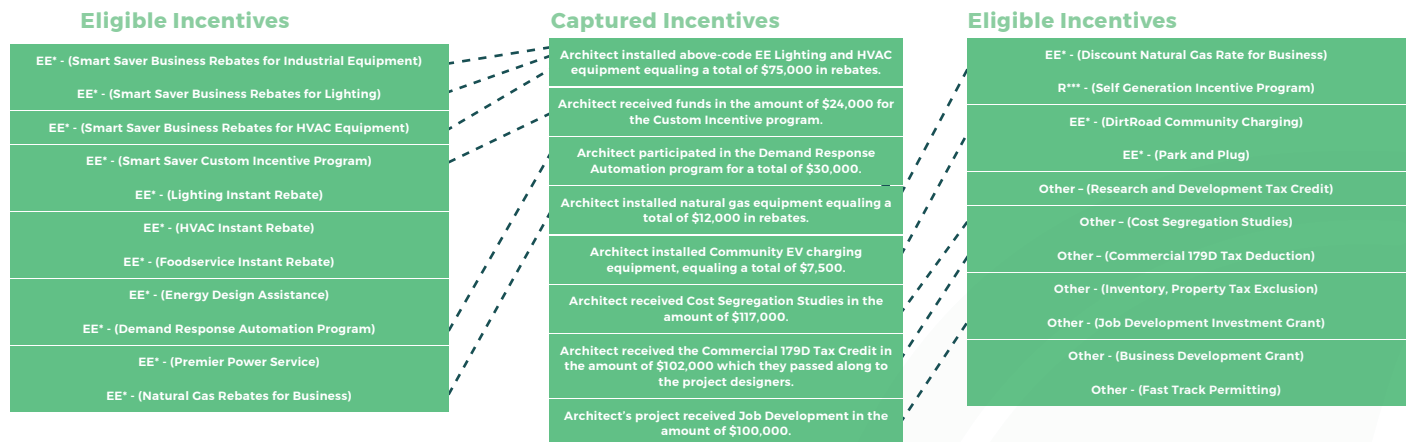 Eligible Incentives
EE* - (Smart Saver Business Rebates for Industrial Equipment)
EE* - (Smart Saver Business Rebates for Lighting)
EE* - (Smart Saver Business Rebates for HVAC Equipment)
EE* - (Smart Saver Custom Incentive Program)
EE* - (Lighting Instant Rebate)
EE* - (HVAC Instant Rebate)
EE* - (Foodservice Instant Rebate)
EE* - (Energy Design Assistance)
EE* - (Demand Response Automation Program)
EE* - (Premier Power Service)
EE* - (Natural Gas Rebates for Business)
Captured Incentives
Architect installed above-code EE Lighting and HVAC
equipment equaling a total of $75,000 in rebates.
Architect received funds in the amount of $24,000 for
the Custom Incentive program.
Architect participated in the Demand Response
Automation program for a total of $30,000.
Architect installed natural gas equipment equaling a
total of $12,000 in rebates.
Architect installed Community EV charging
equipment, equaling a total of $7,500.
Architect received Cost Segregation Studies in the
amount of $117,000.
Architect received the Commercial 179D Tax Credit in
the amount of $102,000 which they passed along to
the project designers.
Architect's project received Job Development in the
amount of $100,000.
Eligible Incentives
EE* - (Discount Natural Gas Rate for Business)
R*** - (Self Generation Incentive Program)
EE* - (DirtRoad Community Charging)
EE* - (Park and Plug)
Other – (Research and Development Tax Credit)
Other – (Cost Segregation Studies)
Other – (Commercial 179D Tax Deduction)
Other - (Inventory, Property Tax Exclusion)
Other - (Job Development Investment Grant)
Other - (Business Development Grant)
Other - (Fast Track Permitting)